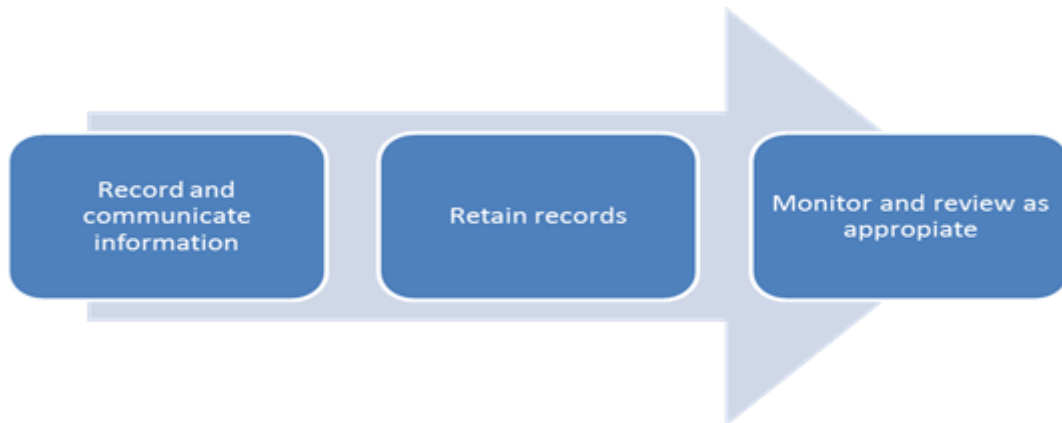 Record and
communicate
information
Retain records
Monitor and review as
appropiate